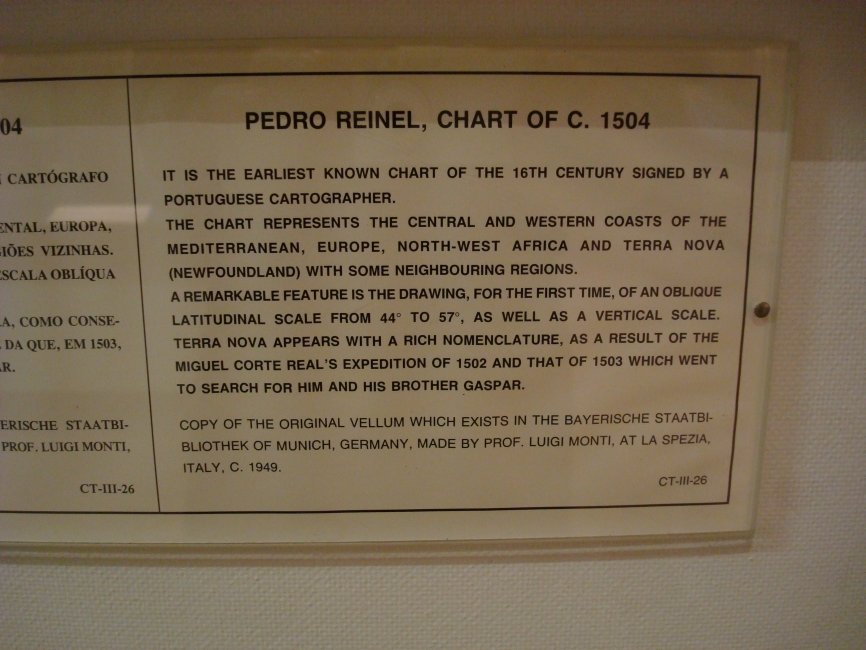 04
CARTÓGRAFO
ENTAL, EUROPA,
GIÕES VIZINHAS.
ESCALA OBLÍQUA
A, COMO CONSE-
DA QUE, EM 1503,
AR.
ERISCHE STAATBI-
PROF. LUIGI MONTI,
CT-III-26
PEDRO REINEL, CHART OF C. 1504
IT IS THE EARLIEST KNOWN CHART OF THE 16TH CENTURY SIGNED BY A
PORTUGUESE CARTOGRAPHER.
THE CHART REPRESENTS THE CENTRAL AND WESTERN COASTS OF THE
MEDITERRANEAN, EUROPE, NORTH-WEST AFRICA AND TERRA NOVA
(NEWFOUNDLAND) WITH SOME NEIGHBOURING REGIONS.
A REMARKABLE FEATURE IS THE DRAWING, FOR THE FIRST TIME, OF AN OBLIQUE
LATITUDINAL SCALE FROM 44° TO 57°, AS WELL AS A VERTICAL SCALE.
TERRA NOVA APPEARS WITH A RICH NOMENCLATURE, AS A RESULT OF THE
MIGUEL CORTE REAL'S EXPEDITION OF 1502 AND THAT OF 1503 WHICH WENT
TO SEARCH FOR HIM AND HIS BROTHER GASPAR.
COPY OF THE ORIGINAL VELLUM WHICH EXISTS IN THE BAYERISCHE STAATBI-
BLIOTHEK OF MUNICH, GERMANY, MADE BY PROF. LUIGI MONTI, AT LA SPEZIA,
ITALY, C. 1949.
CT-III-26